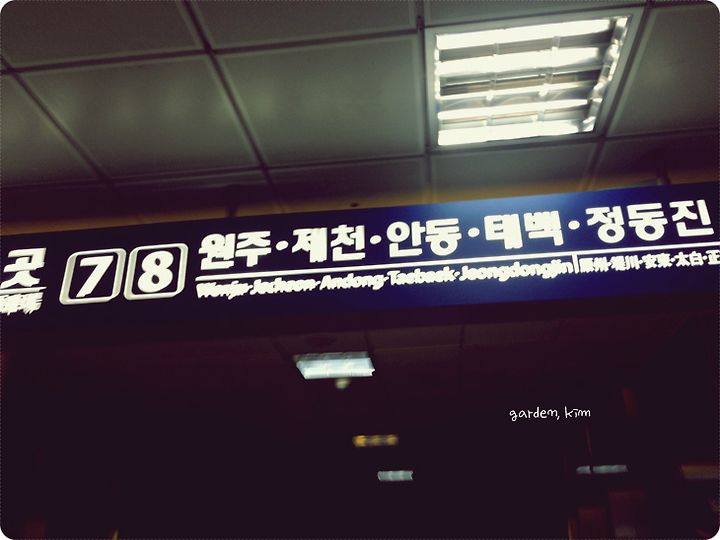 곳
7 8 원주·제천·안동·태백·정동진
Wonju·Jecheon·Andong·Taebaek·Jeongdongjin 原州·堤川·安東·太白·正
garden, kim